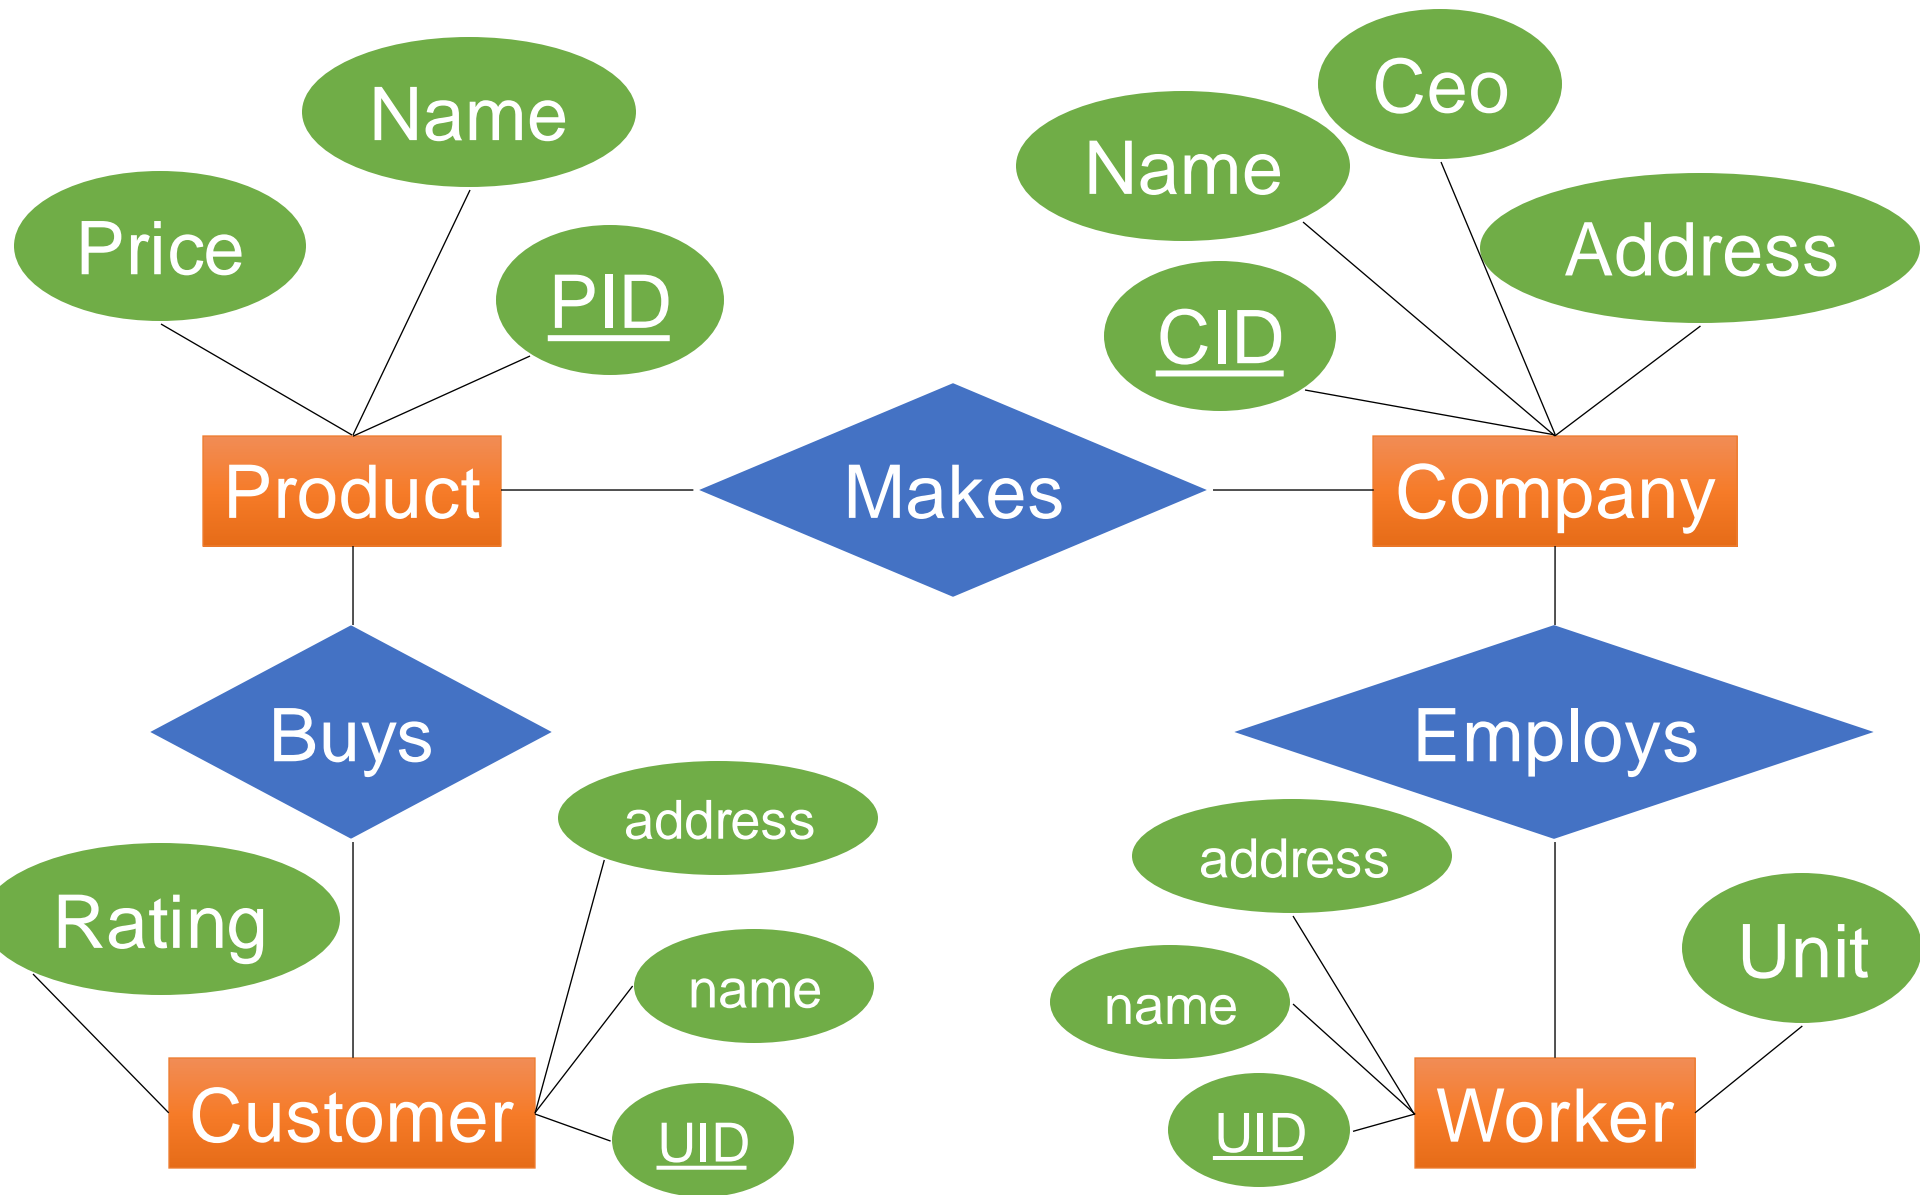 Ceo
Name
Name
Price
Address
PID
CID
Product
Makes
Company
Buys
Employs
address
address
Rating
Unit
name
name
Customer
UID
UID
Worker